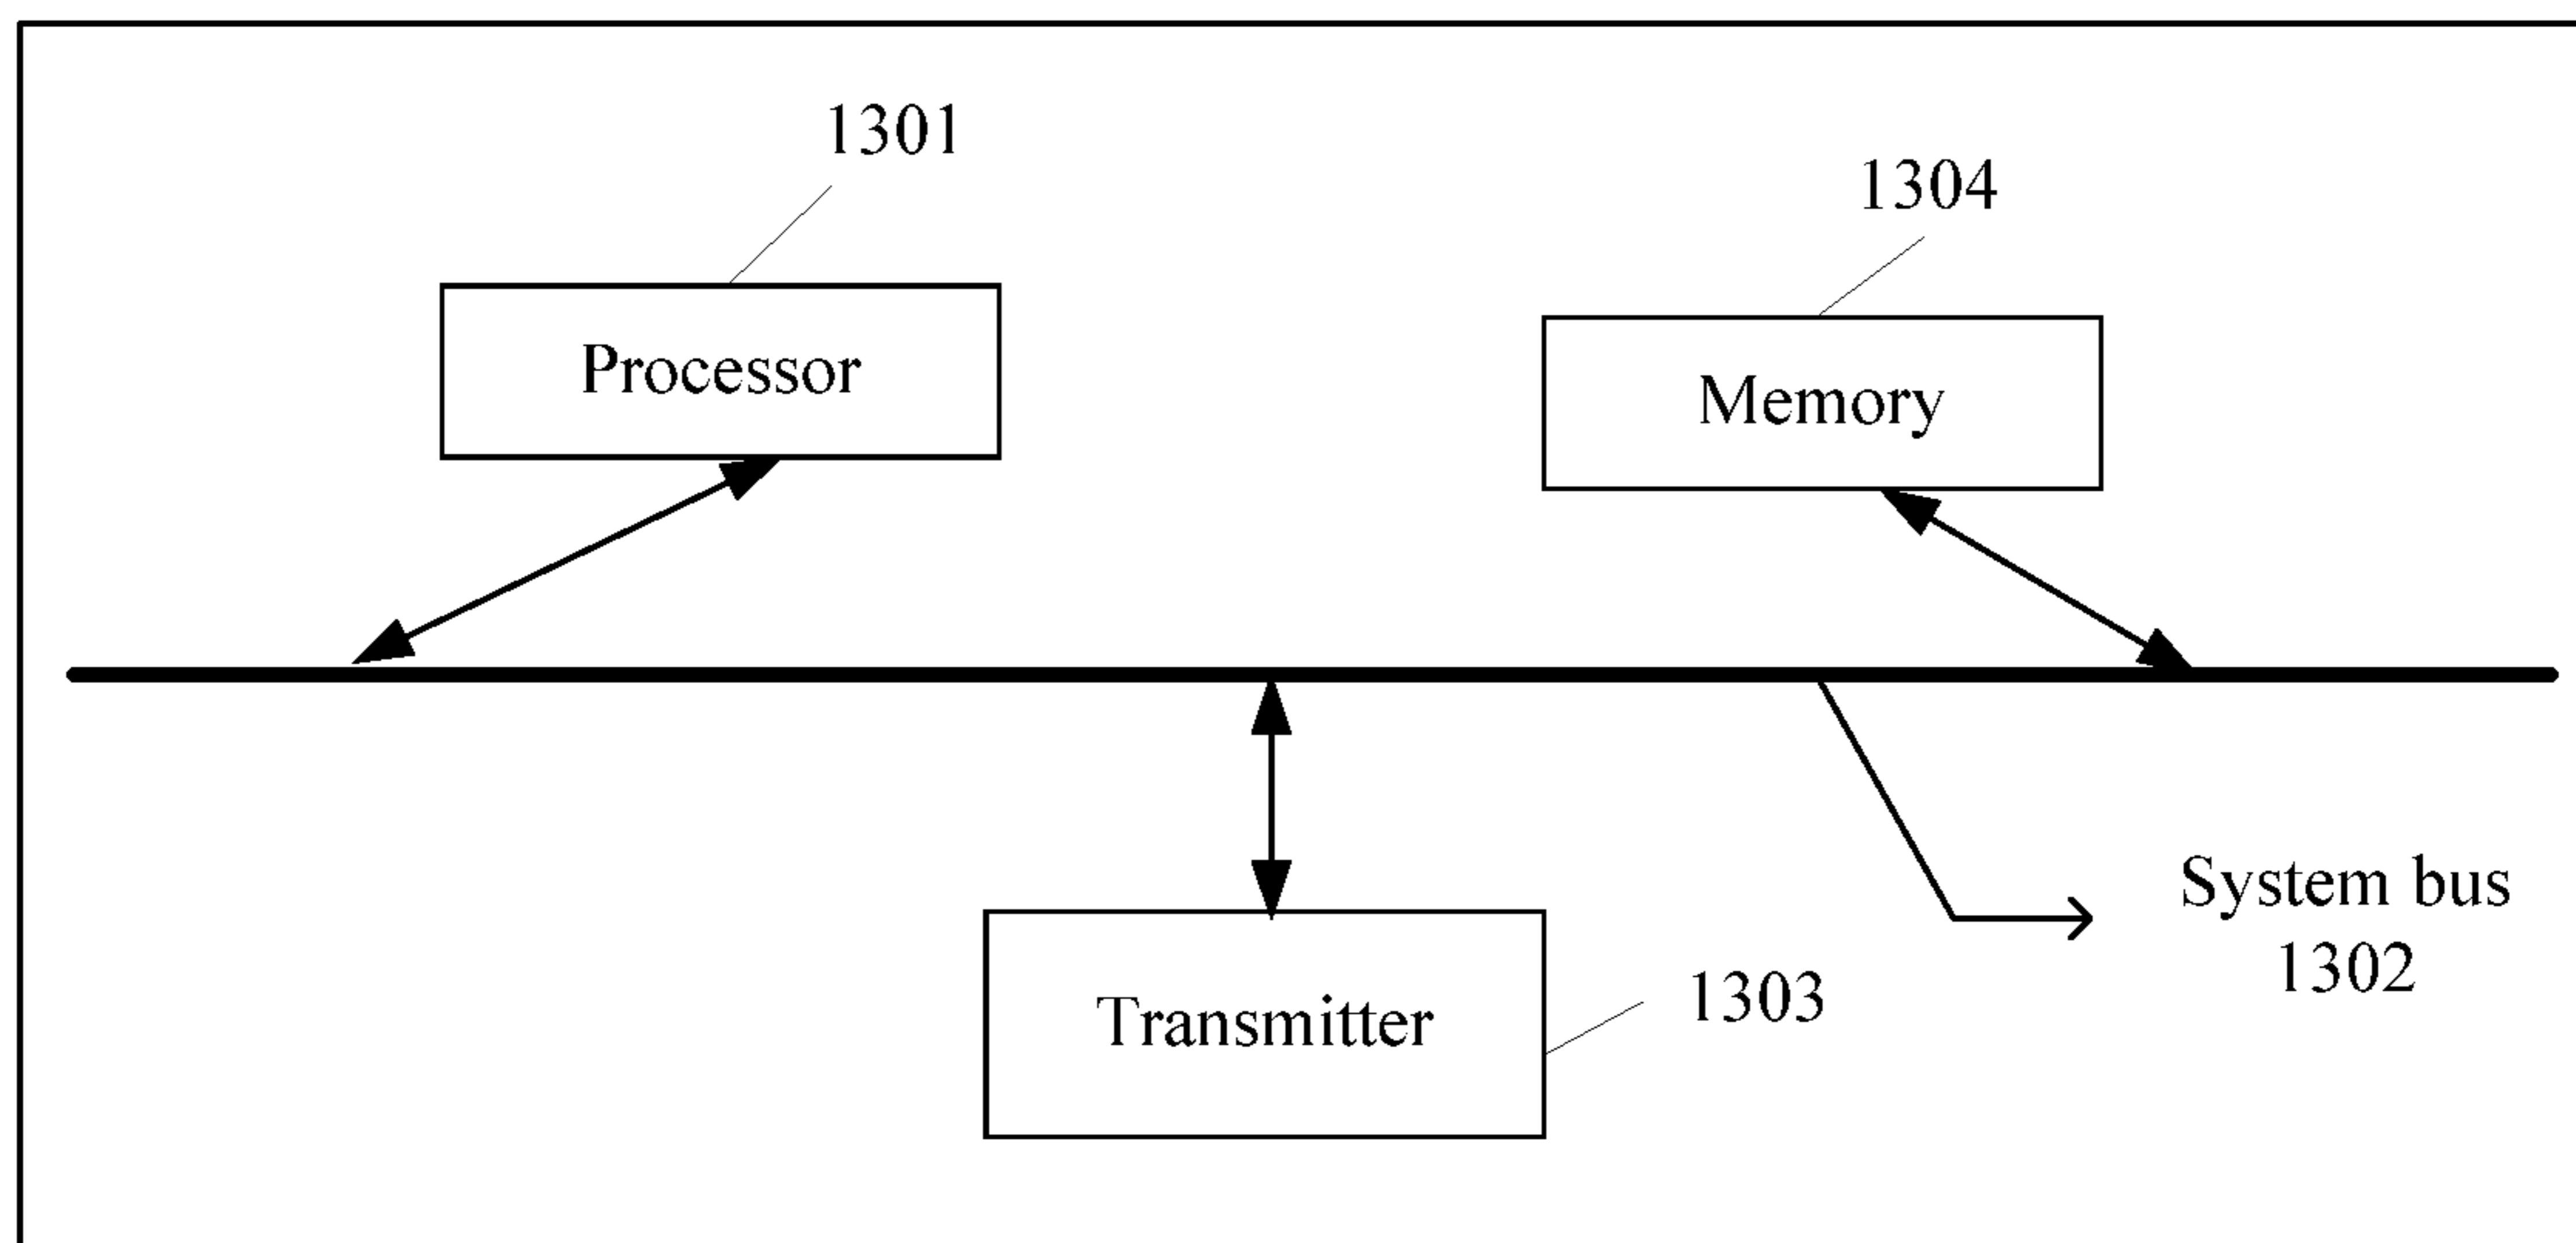 1301
1304
Processor
Memory
System bus
1302
1303
Transmitter